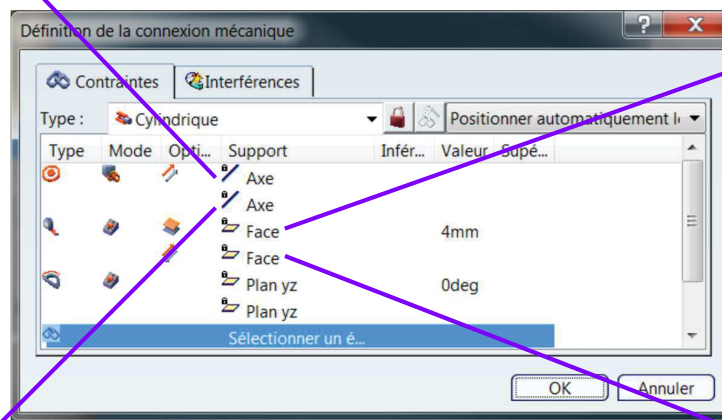 Définition de la connexion mécanique
Contraintes Interférences
Type : Cylindrique Positionner automatiquement l
Type Mode Opti... Support Infér... Valeur Supé...
Axe
Axe
Face 4mm
Face
Plan yz 0deg
Plan yz
Sélectionner un é...
OK Annuler